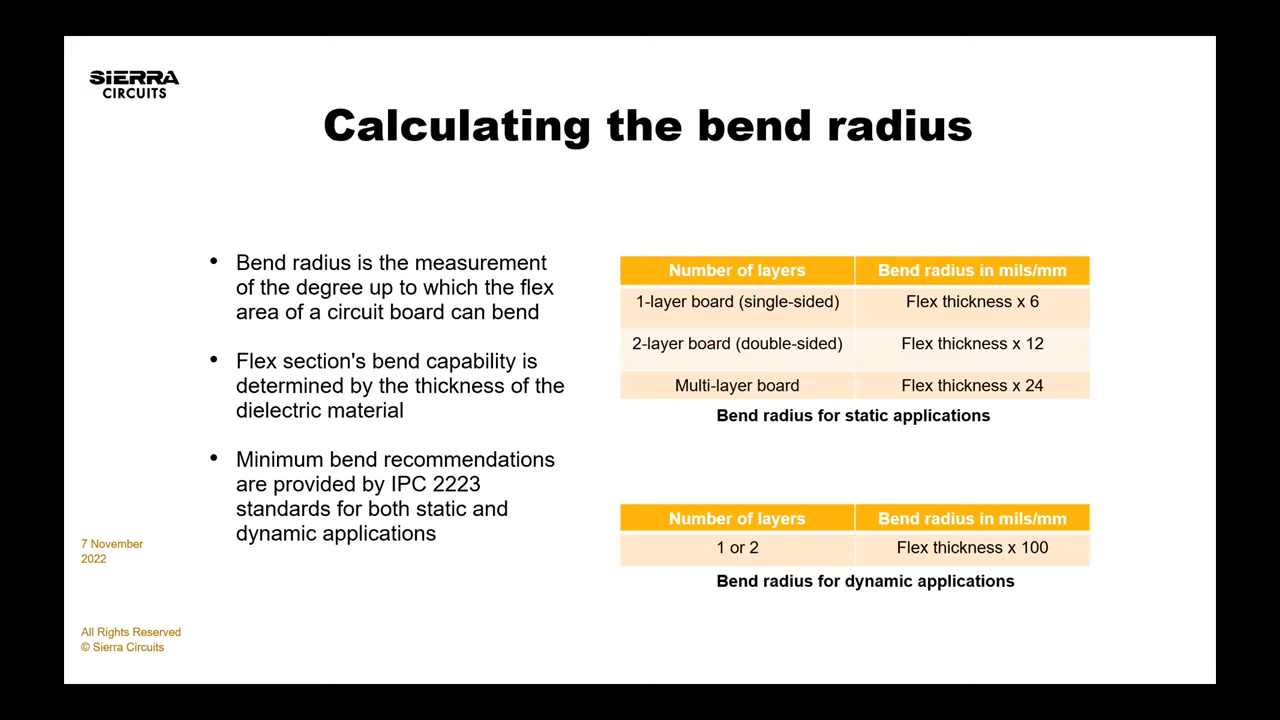 SiERRA
CIRCUITS
Calculating the bend radius
• Bend radius is the measurement
of the degree up to which the flex
area of a circuit board can bend
• Flex section's bend capability is
determined by the thickness of the
dielectric material
• Minimum bend recommendations
are provided by IPC 2223
standards for both static and
dynamic applications
Number of layers Bend radius in mils/mm
1-layer board (single-sided) Flex thickness x 6
2-layer board (double-sided) Flex thickness x 12
Multi-layer board Flex thickness x 24
Bend radius for static applications
Number of layers Bend radius in mils/mm
1 or 2 Flex thickness x 100
Bend radius for dynamic applications
7 November
2022
All Rights Reserved
© Sierra Circuits